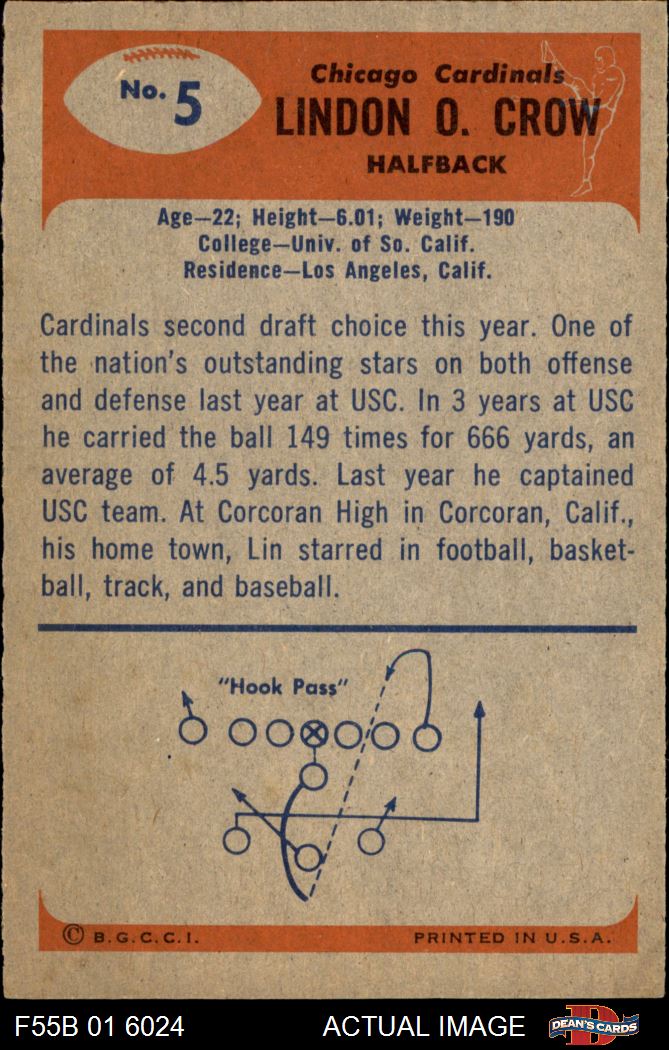 No. 5
Chicago Cardinals
LINDON O. CROW
HALFBACK
Age—22; Height—6.01; Weight—190
College—Univ. of So. Calif.
Residence—Los Angeles, Calif.
Cardinals second draft choice this year. One of
the nation's outstanding stars on both offense
and defense last year at USC. In 3 years at USC
he carried the ball 149 times for 666 yards, an
average of 4.5 yards. Last year he captained
USC team. At Corcoran High in Corcoran, Calif.,
his home town, Lin starred in football, basket-
ball, track, and baseball.
"Hook Pass"
© B.G.C.C.I.
PRINTED IN U.S.A.
F55B 01 6024
ACTUAL IMAGE
DEAN'S CARDS